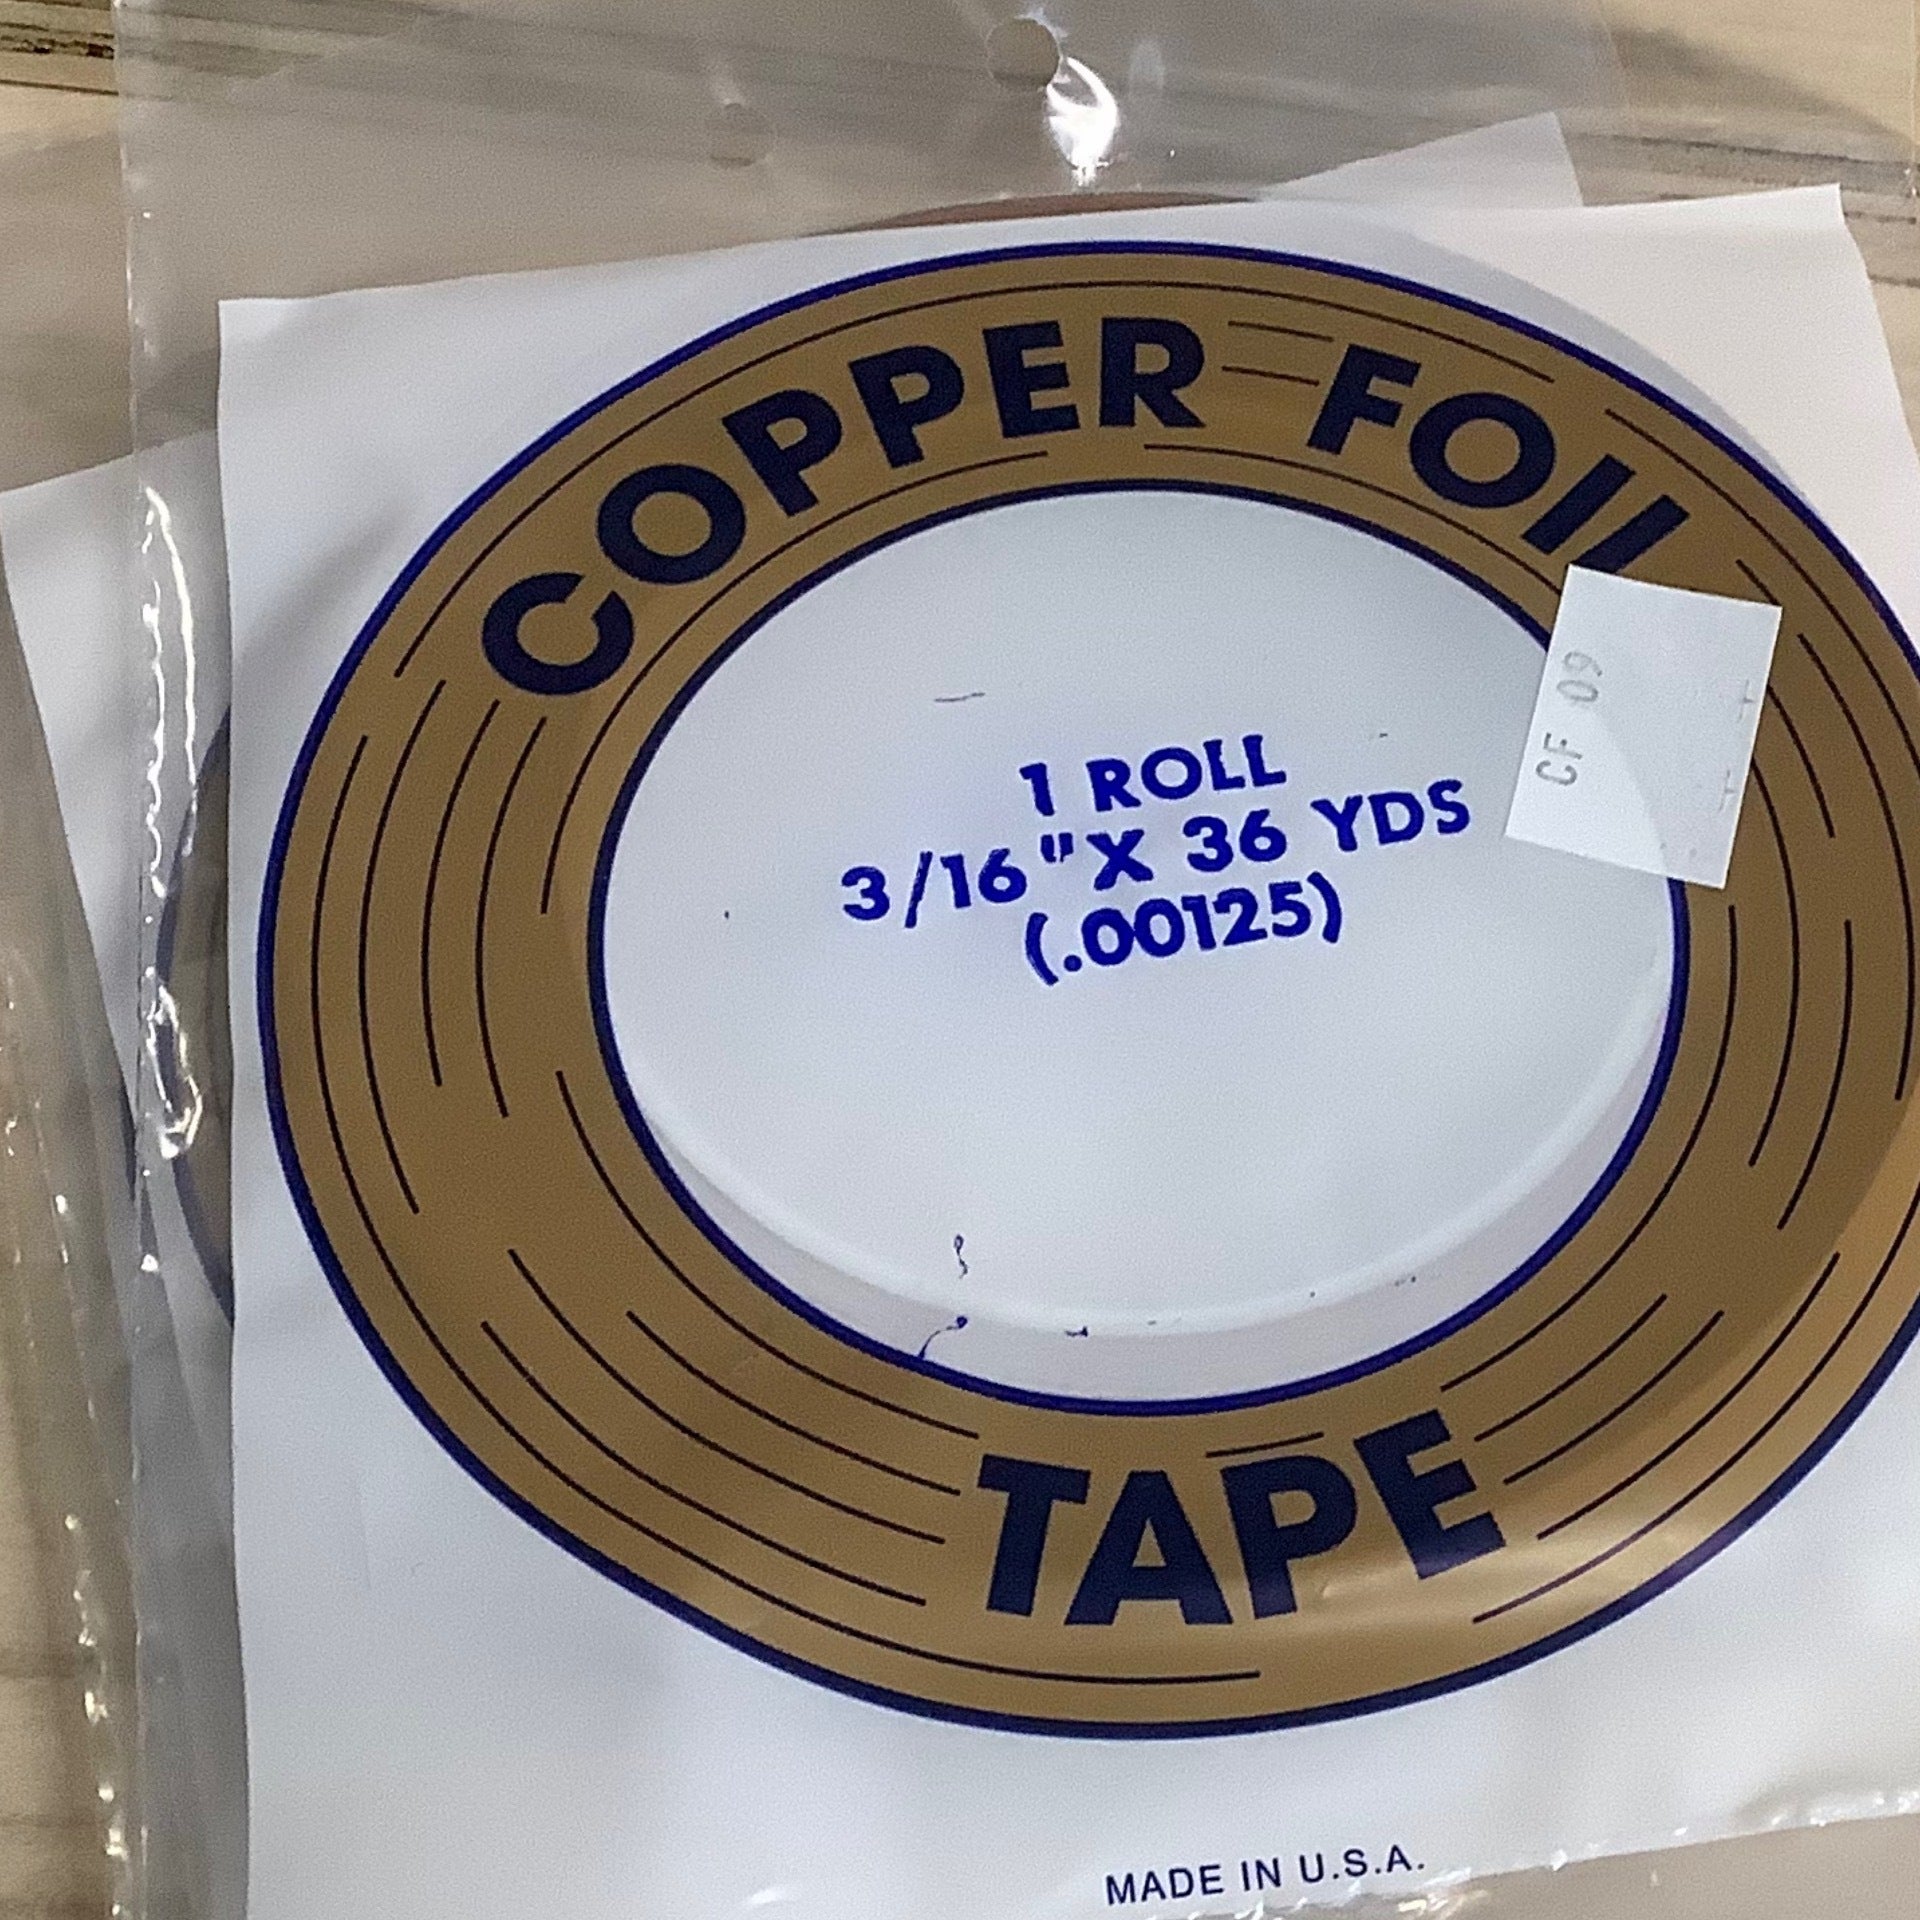 COPPER FOIL
CF 09
1 ROLL
3/16" X 36 YDS
(.00125)
TAPE
MADE IN U.S.A.